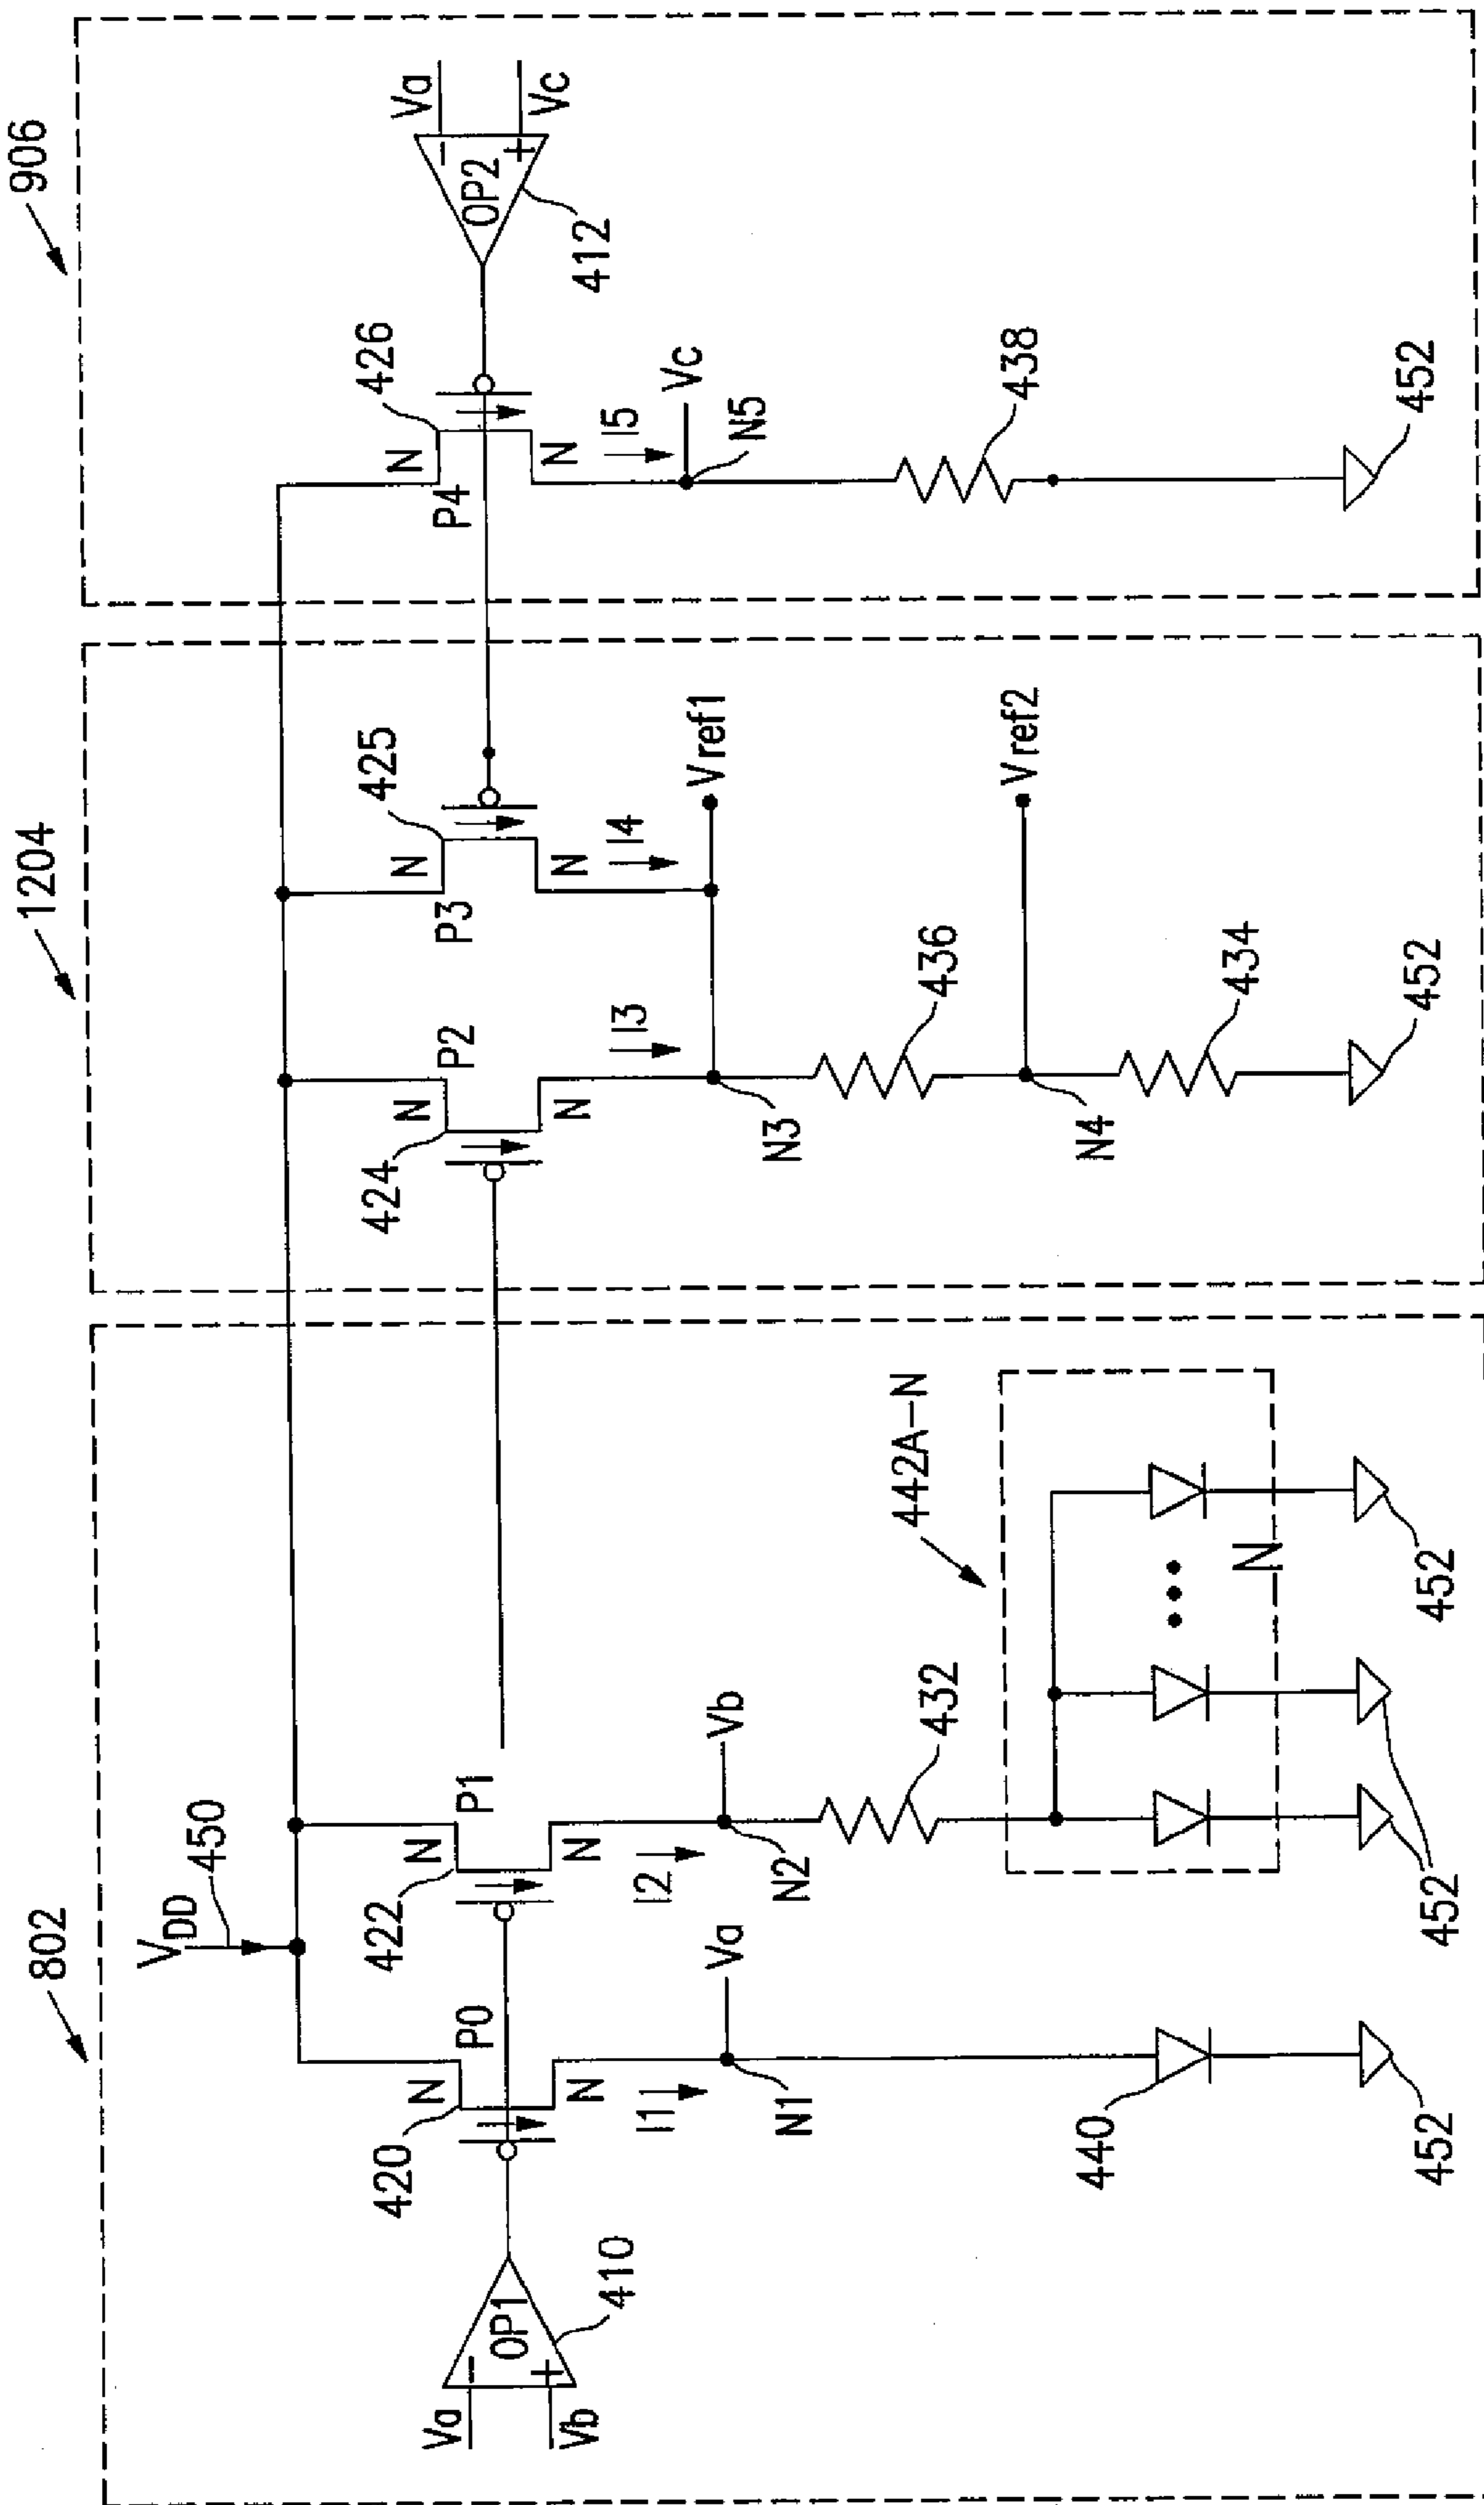 802
1204
906
VDD
450
Va
Vb
OP1
410
420
N
P0
N
I1
Va
N1
440
452
422
N
P1
N
I2
Vb
N2
432
442A-N
N
452
452
424
N
P2
N
I3
N3
436
N4
434
452
425
N
P3
N
I4
Vref1
Vref2
426
N
P4
N
I5
Vc
N5
438
452
Va
Vc
OP2
412